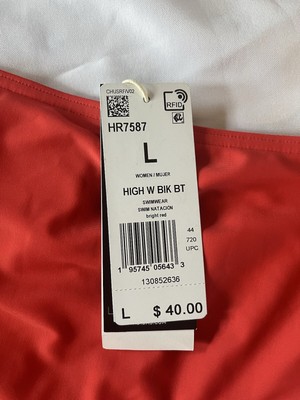 CHUSRFIV02
RFID
HR7587
L
WOMEN / MUJER
HIGH W BIK BT
SWIMWEAR
SWIM NATACIÓN
bright red
44
720
UPC
1 95745 05643 3
130852636
L $ 40.00